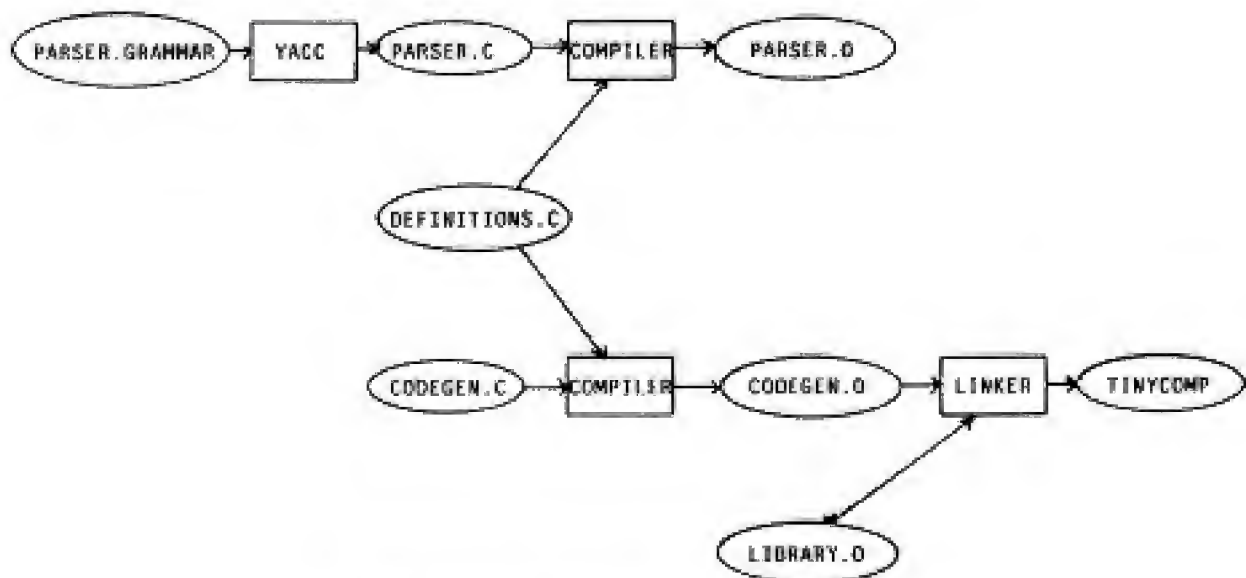 PARSER.GRAMMAR
YACC
PARSER.C
COMPILER
PARSER.O
DEFINITIONS.C
CODEGEN.C
COMPILER
CODEGEN.O
LINKER
TINYCOMP
LIBRARY.O